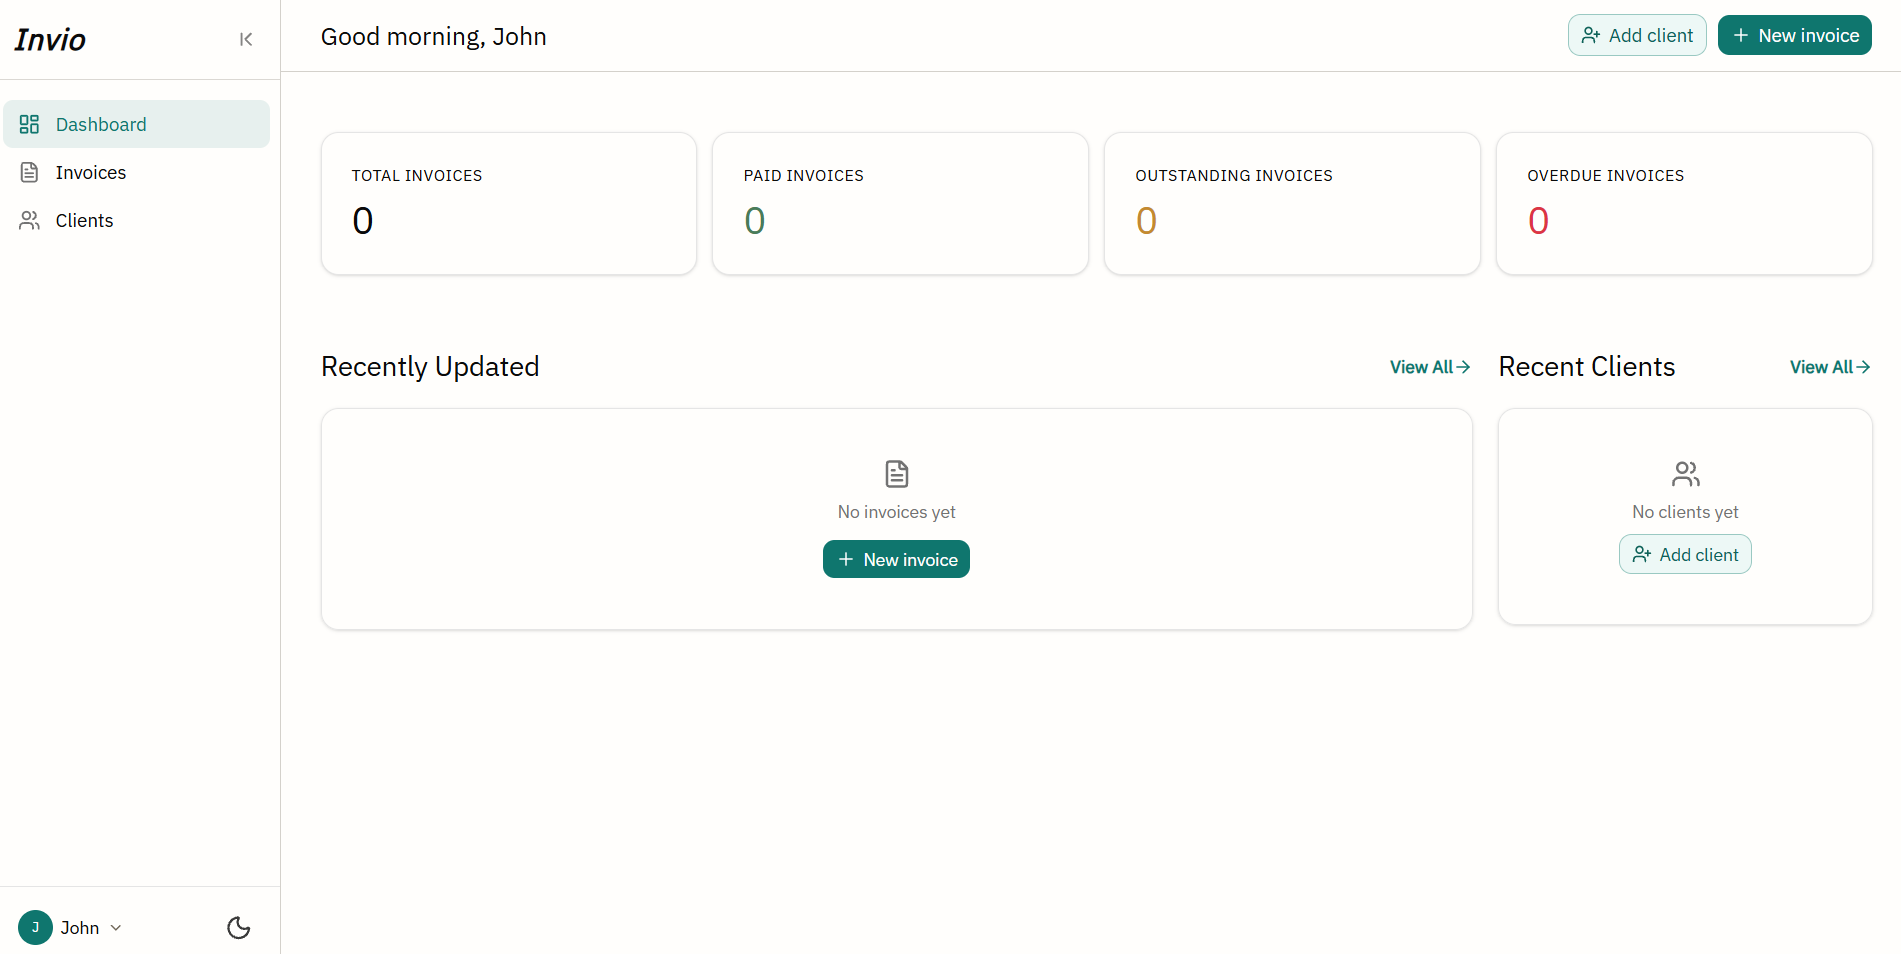 Invio
Good morning, John
Add client
New invoice
Dashboard
Invoices
Clients
TOTAL INVOICES
0
PAID INVOICES
0
OUTSTANDING INVOICES
0
OVERDUE INVOICES
0
Recently Updated
View All
No invoices yet
New invoice
Recent Clients
View All
No clients yet
Add client
J
John